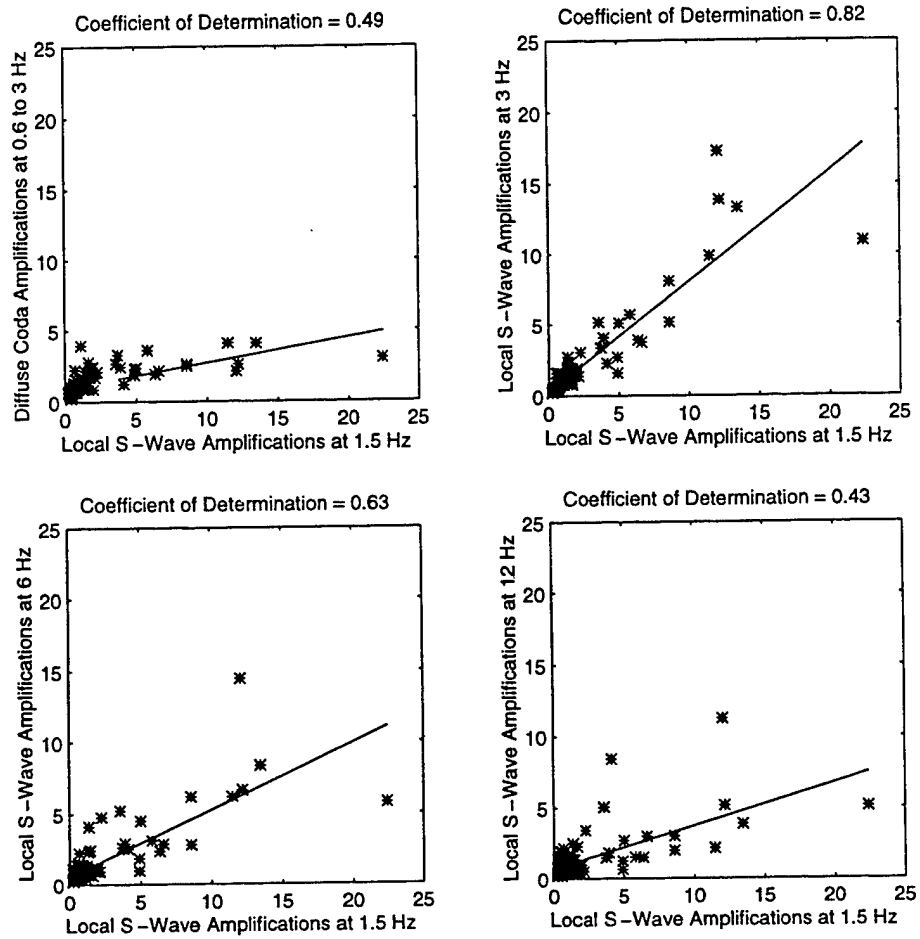 Coefficient of Determination = 0.49
Diffuse Coda Amplifications at 0.6 to 3 Hz
25
20
15
10
5
0
0 5 10 15 20 25
Local S-Wave Amplifications at 1.5 Hz
Coefficient of Determination = 0.82
Local S-Wave Amplifications at 3 Hz
25
20
15
10
5
0
0 5 10 15 20 25
Local S-Wave Amplifications at 1.5 Hz
Coefficient of Determination = 0.63
Local S-Wave Amplifications at 6 Hz
25
20
15
10
5
0
0 5 10 15 20 25
Local S-Wave Amplifications at 1.5 Hz
Coefficient of Determination = 0.43
Local S-Wave Amplifications at 12 Hz
25
20
15
10
5
0
0 5 10 15 20 25
Local S-Wave Amplifications at 1.5 Hz